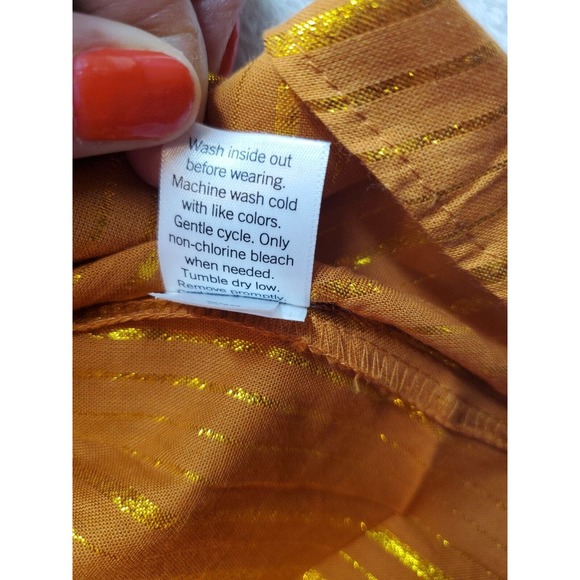 Wash inside out
before wearing.
Machine wash cold
with like colors.
Gentle cycle. Only
non-chlorine bleach
when needed.
Tumble dry low.
Remove promptly.